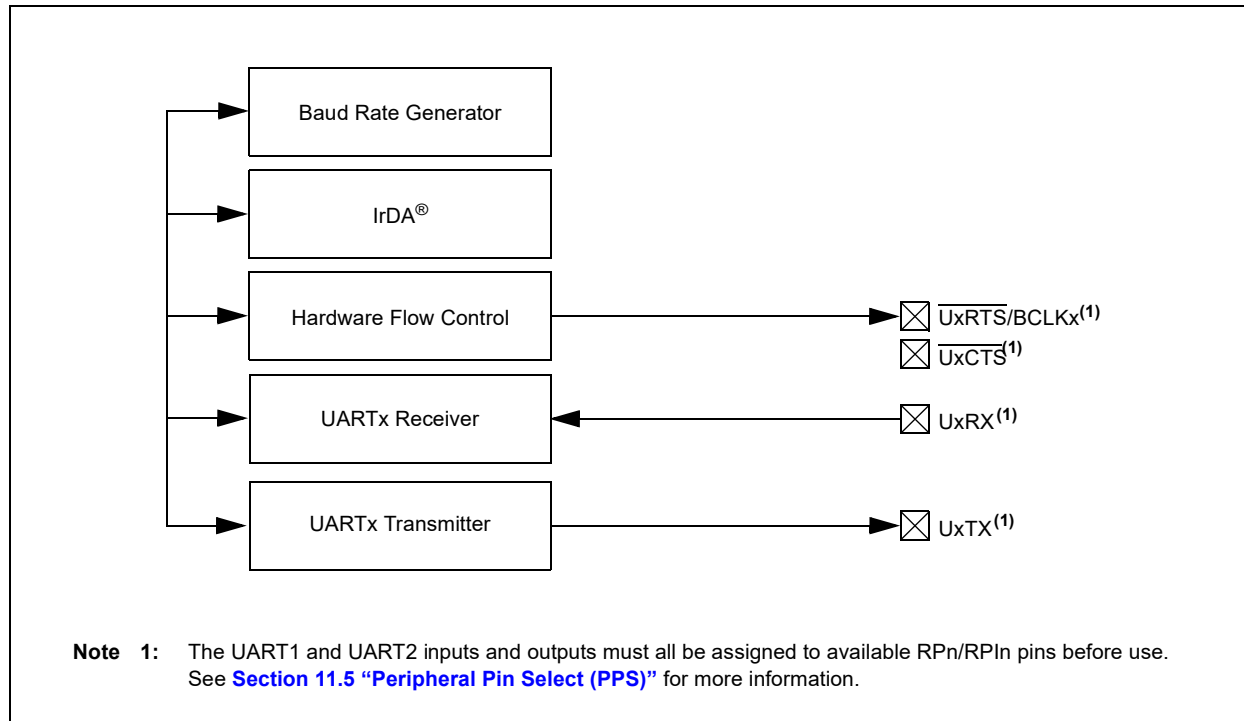 Baud Rate Generator
IrDA®
Hardware Flow Control
UxRTS/BCLKx(1)
UxCTS(1)
UARTx Receiver
UxRX(1)
UARTx Transmitter
UxTX(1)
Note 1: The UART1 and UART2 inputs and outputs must all be assigned to available RPn/RPIn pins before use.
See Section 11.5 “Peripheral Pin Select (PPS)” for more information.